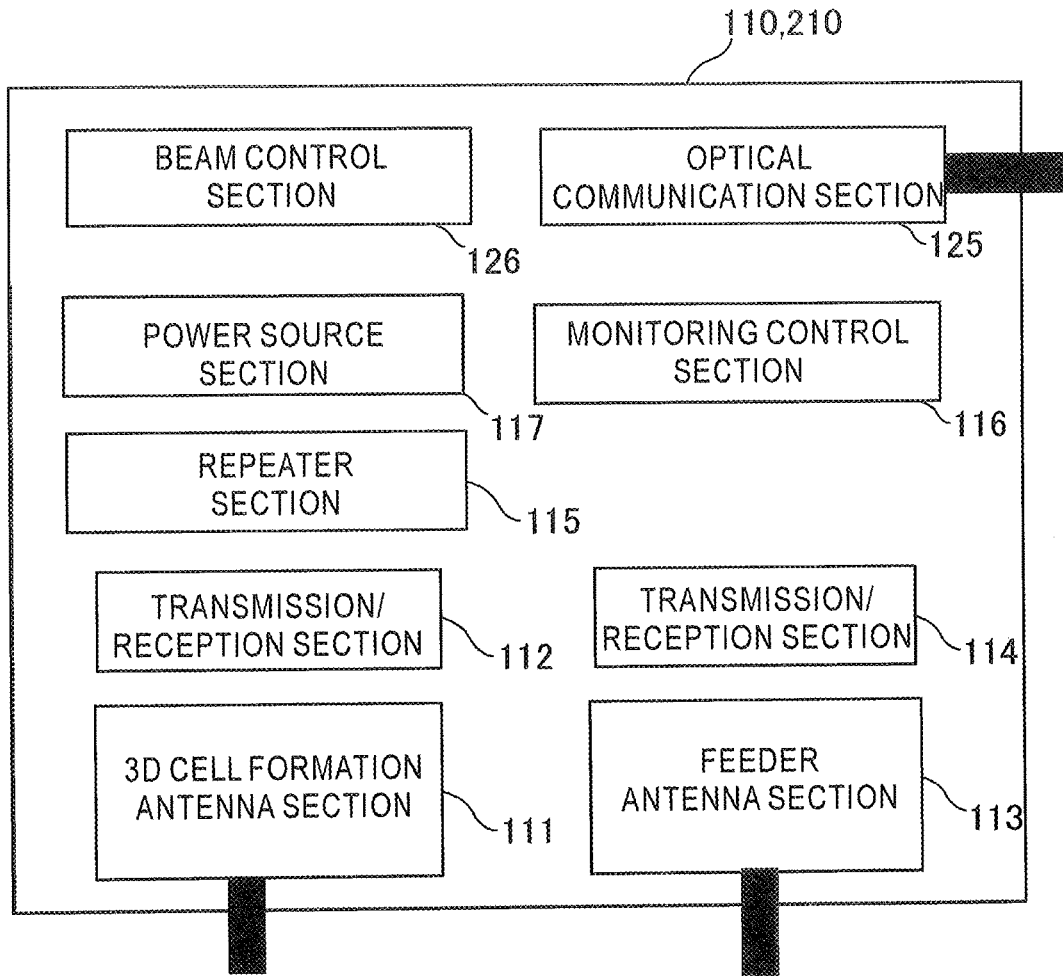 110,210
BEAM CONTROL
SECTION
126
OPTICAL
COMMUNICATION SECTION
125
POWER SOURCE
SECTION
117
MONITORING CONTROL
SECTION
116
REPEATER
SECTION
115
TRANSMISSION/
RECEPTION SECTION
112
TRANSMISSION/
RECEPTION SECTION
114
3D CELL FORMATION
ANTENNA SECTION
111
FEEDER
ANTENNA SECTION
113